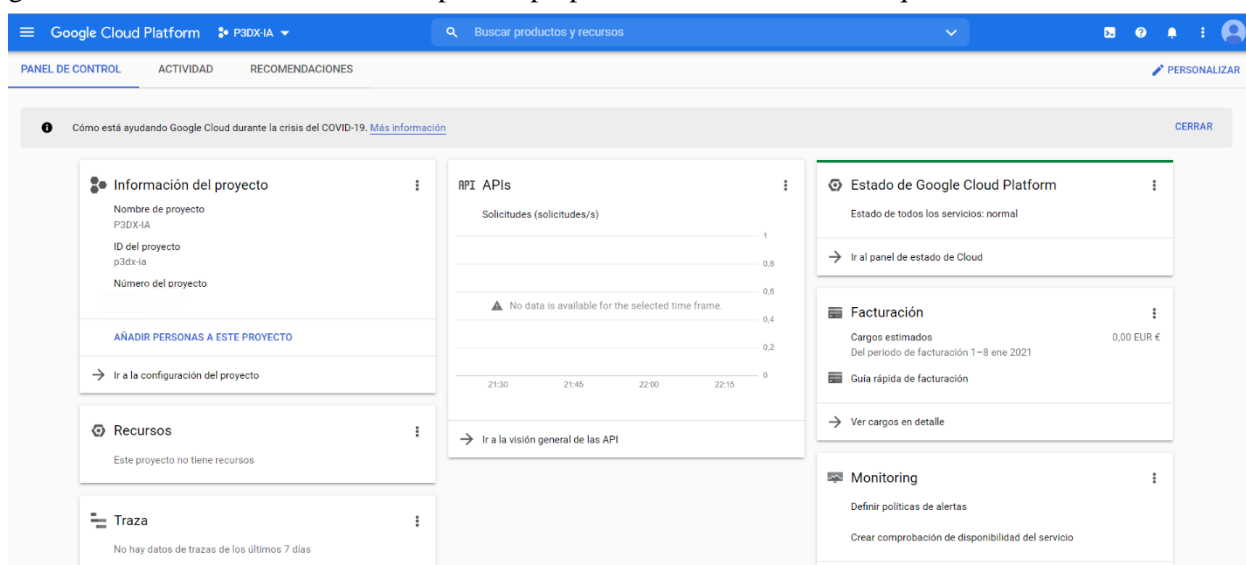 Google Cloud Platform P3DX-IA
Buscar productos y recursos
PANEL DE CONTROL ACTIVIDAD RECOMENDACIONES
PERSONALIZAR
Cómo está ayudando Google Cloud durante la crisis del COVID-19. Más información
CERRAR
Información del proyecto
Nombre de proyecto
P3DX-IA
ID del proyecto
p3dx-ia
Número del proyecto
AÑADIR PERSONAS A ESTE PROYECTO
Ir a la configuración del proyecto
Recursos
Este proyecto no tiene recursos
Traza
No hay datos de trazas de los últimos 7 días
API APIs
Solicitudes (solicitudes/s)
1
0,8
0,6
No data is available for the selected time frame.
0,4
0,2
0
21:30 21:45 22:00 22:15
Ir a la visión general de las API
Estado de Google Cloud Platform
Estado de todos los servicios: normal
Ir al panel de estado de Cloud
Facturación
Cargos estimados 0,00 EUR €
Del periodo de facturación 1–8 ene 2021
Guía rápida de facturación
Ver cargos en detalle
Monitoring
Definir políticas de alertas
Crear comprobación de disponibilidad del servicio